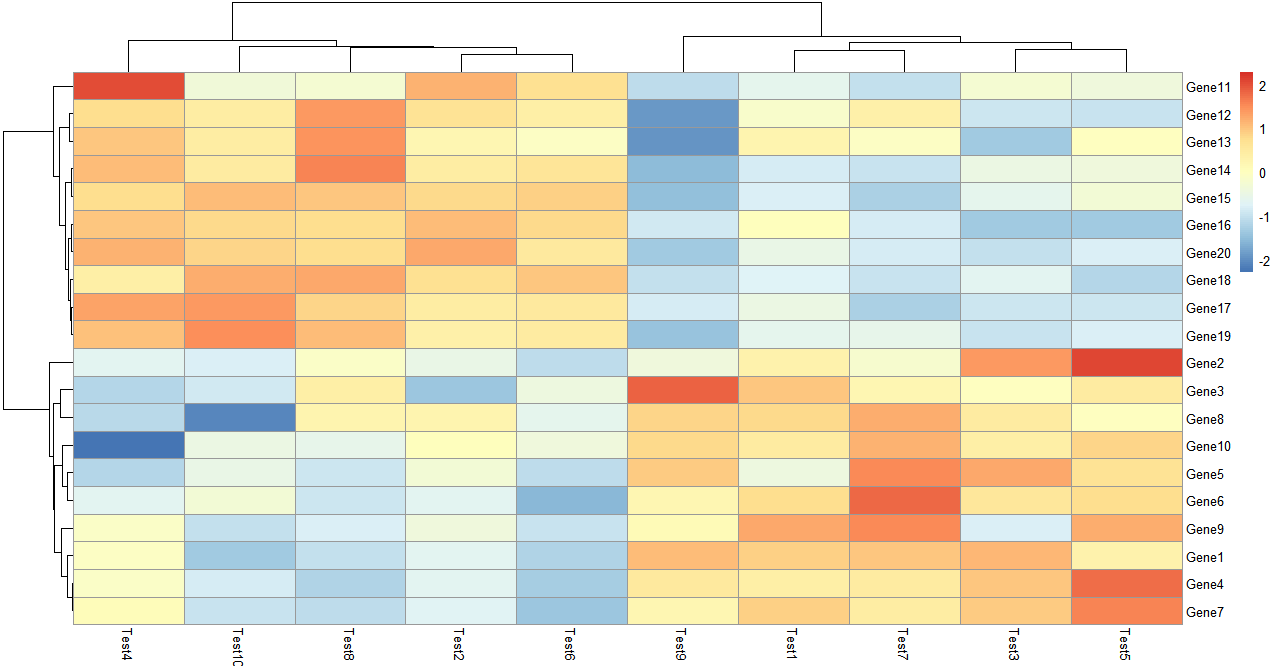 Gene11
Gene12
Gene13
Gene14
Gene15
Gene16
Gene20
Gene18
Gene17
Gene19
Gene2
Gene3
Gene8
Gene10
Gene5
Gene6
Gene9
Gene1
Gene4
Gene7
2
1
0
-1
-2
Test4
Test10
Test8
Test2
Test6
Test9
Test1
Test7
Test3
Test5